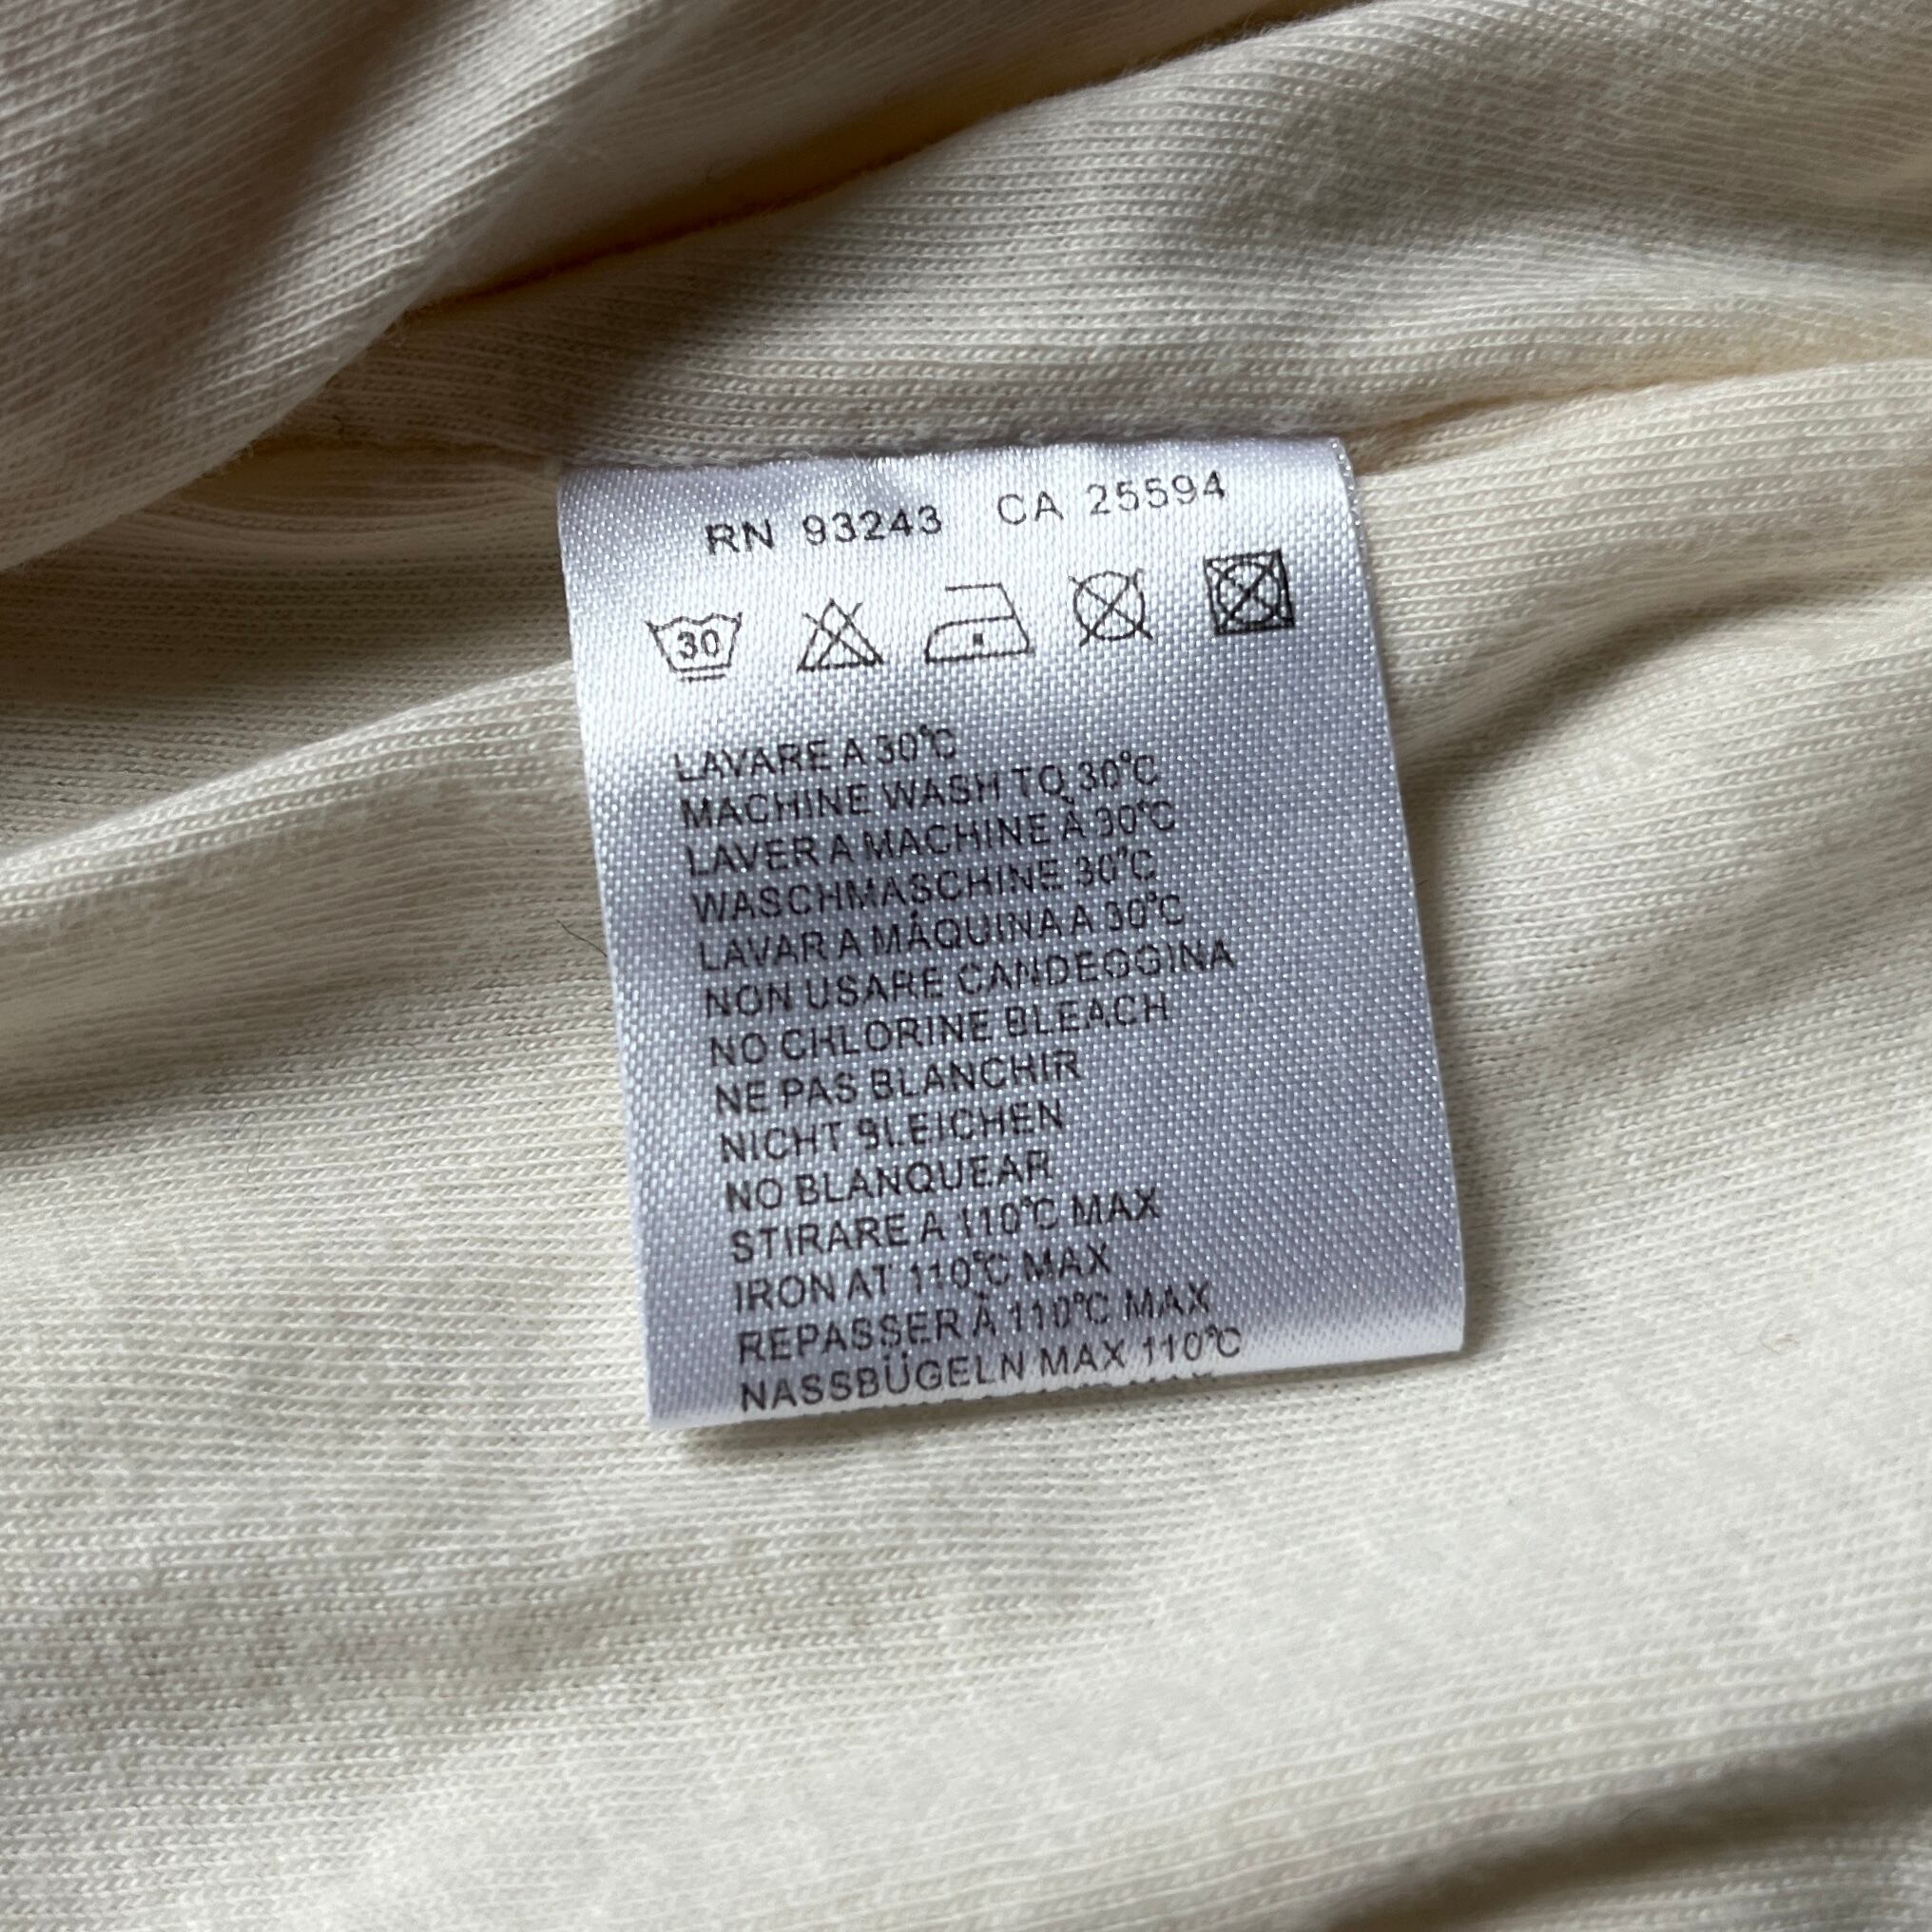 RN 93243 CA 25594
30
LAVARE A 30°C
MACHINE WASH TO 30°C
LAVER A MACHINE À 30°C
WASCHMASCHINE 30°C
LAVAR A MÁQUINA A 30°C
NON USARE CANDEGGINA
NO CHLORINE BLEACH
NE PAS BLANCHIR
NICHT BLEICHEN
NO BLANQUEAR
STIRARE A 110°C MAX
IRON AT 110°C MAX
REPASSER À 110°C MAX
NASSBÜGELN MAX 110°C